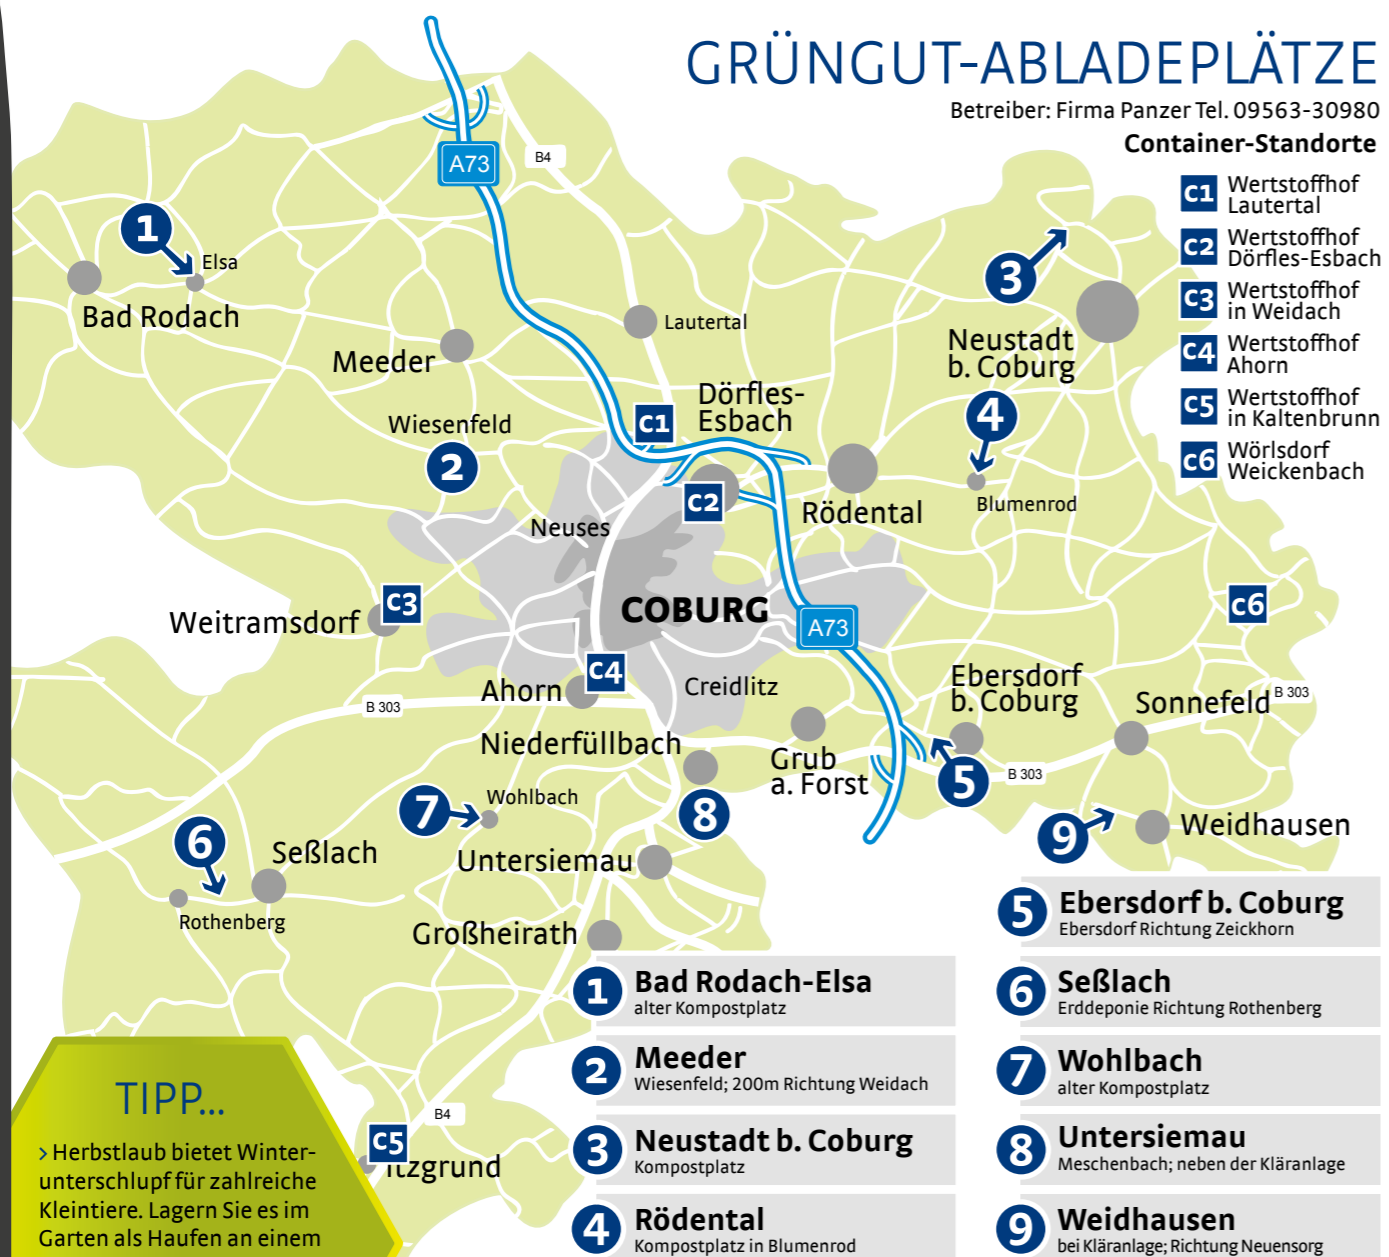 GRÜNGUT-ABLADEPLÄTZE
Betreiber: Firma Panzer Tel. 09563-30980
Container-Standorte
c1 Wertstoffhof
Lautertal
c2 Wertstoffhof
Dörfles-Esbach
c3 Wertstoffhof
in Weidach
c4 Wertstoffhof
Ahorn
c5 Wertstoffhof
in Kaltenbrunn
c6 Wörlsdorf
Weickenbach
A73
B4
1
Elsa
Bad Rodach
3
Lautertal
Meeder
Neustadt
b. Coburg
Dörfles-
Esbach
Wiesenfeld
c1
4
2
c2
Rödental
Blumenrod
Neuses
c3
Weitramsdorf
COBURG
A73
c6
c4
Ahorn
Creidlitz
Ebersdorf
b. Coburg
Sonnefeld
B 303
B 303
Niederfüllbach
Grub
a. Forst
5
B 303
7
Wohlbach
8
9
Weidhausen
6
Seßlach
Untersiemau
Rothenberg
Großheirath
c5
B4
Itzgrund
1 Bad Rodach-Elsa
alter Kompostplatz
2 Meeder
Wiesenfeld; 200m Richtung Weidach
3 Neustadt b. Coburg
Kompostplatz
4 Rödental
Kompostplatz in Blumenrod
5 Ebersdorf b. Coburg
Ebersdorf Richtung Zeickhorn
6 Seßlach
Erddeponie Richtung Rothenberg
7 Wohlbach
alter Kompostplatz
8 Untersiemau
Meschenbach; neben der Kläranlage
9 Weidhausen
bei Kläranlage; Richtung Neuensorg
TIPP...
> Herbstlaub bietet Winter-
unterschlupf für zahlreiche
Kleintiere. Lagern Sie es im
Garten als Haufen an einem